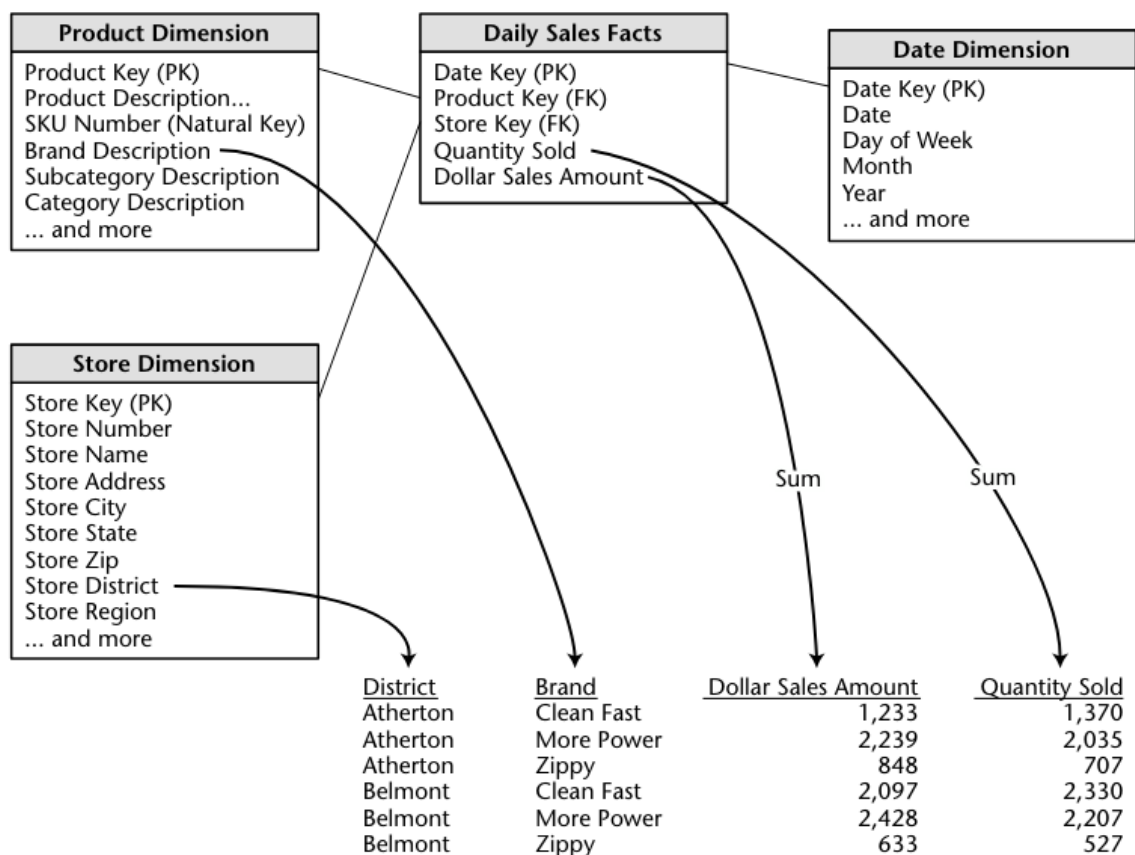 Product Dimension
Product Key (PK)
Product Description...
SKU Number (Natural Key)
Brand Description
Subcategory Description
Category Description
... and more
Daily Sales Facts
Date Key (PK)
Product Key (FK)
Store Key (FK)
Quantity Sold
Dollar Sales Amount
Date Dimension
Date Key (PK)
Date
Day of Week
Month
Year
... and more
Store Dimension
Store Key (PK)
Store Number
Store Name
Store Address
Store City
Store State
Store Zip
Store District
Store Region
... and more
Sum
Sum
District Brand Dollar Sales Amount Quantity Sold
Atherton Clean Fast 1,233 1,370
Atherton More Power 2,239 2,035
Atherton Zippy 848 707
Belmont Clean Fast 2,097 2,330
Belmont More Power 2,428 2,207
Belmont Zippy 633 527